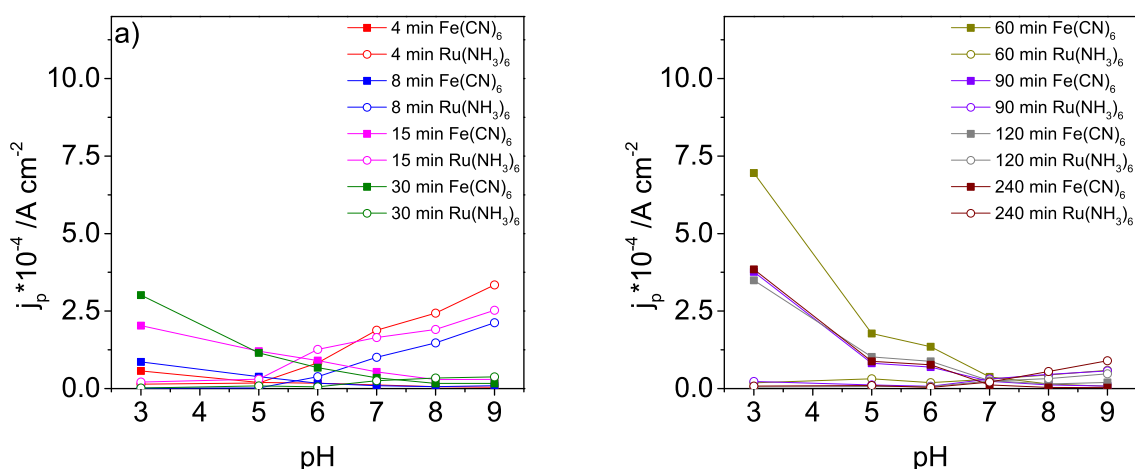 a)
4 min Fe(CN)₆
4 min Ru(NH₃)₆
8 min Fe(CN)₆
8 min Ru(NH₃)₆
15 min Fe(CN)₆
15 min Ru(NH₃)₆
30 min Fe(CN)₆
30 min Ru(NH₃)₆
10.0
7.5
5.0
2.5
0.0
jₚ*10⁻⁴ /A cm⁻²
3 4 5 6 7 8 9
pH
60 min Fe(CN)₆
60 min Ru(NH₃)₆
90 min Fe(CN)₆
90 min Ru(NH₃)₆
120 min Fe(CN)₆
120 min Ru(NH₃)₆
240 min Fe(CN)₆
240 min Ru(NH₃)₆
10.0
7.5
5.0
2.5
0.0
jₚ*10⁻⁴ /A cm⁻²
3 4 5 6 7 8 9
pH